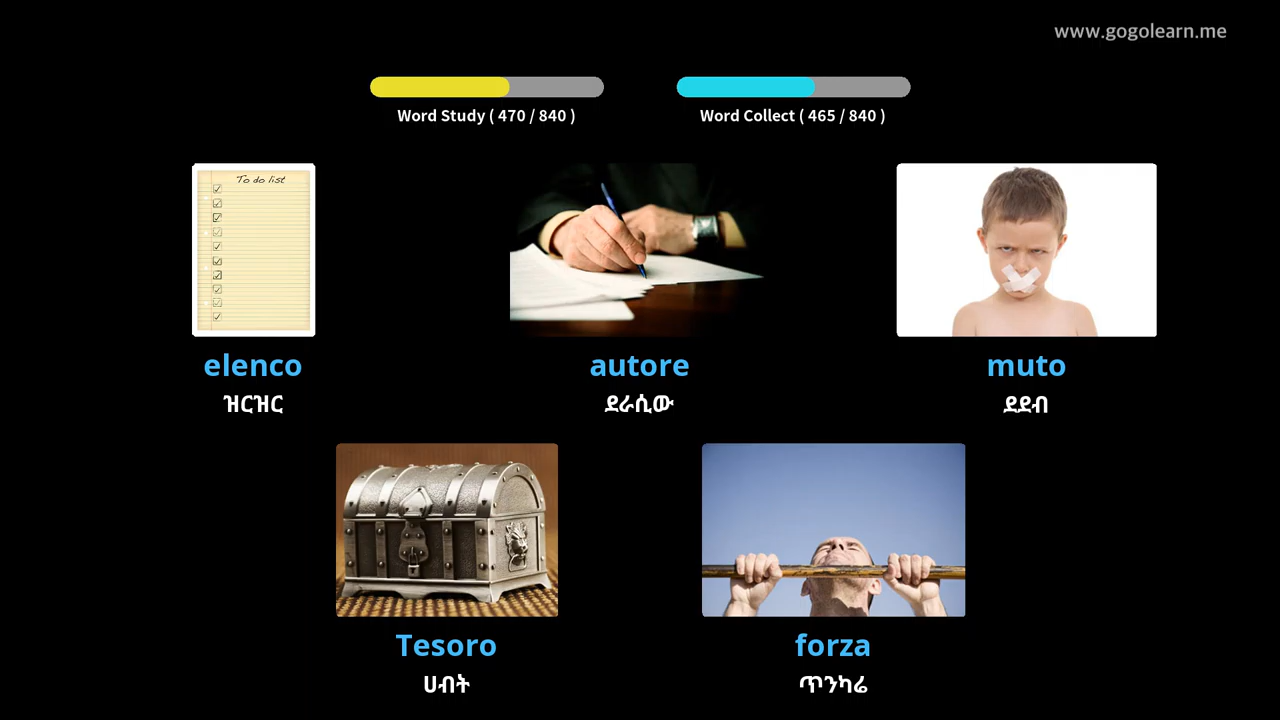 www.gogolearn.me
Word Study ( 470 / 840 )
Word Collect ( 465 / 840 )
To do list
elenco
autore
muto
ዝርዝር
ደራሲው
ደደብ
Tesoro
forza
ሀብት
ጥንካሬ